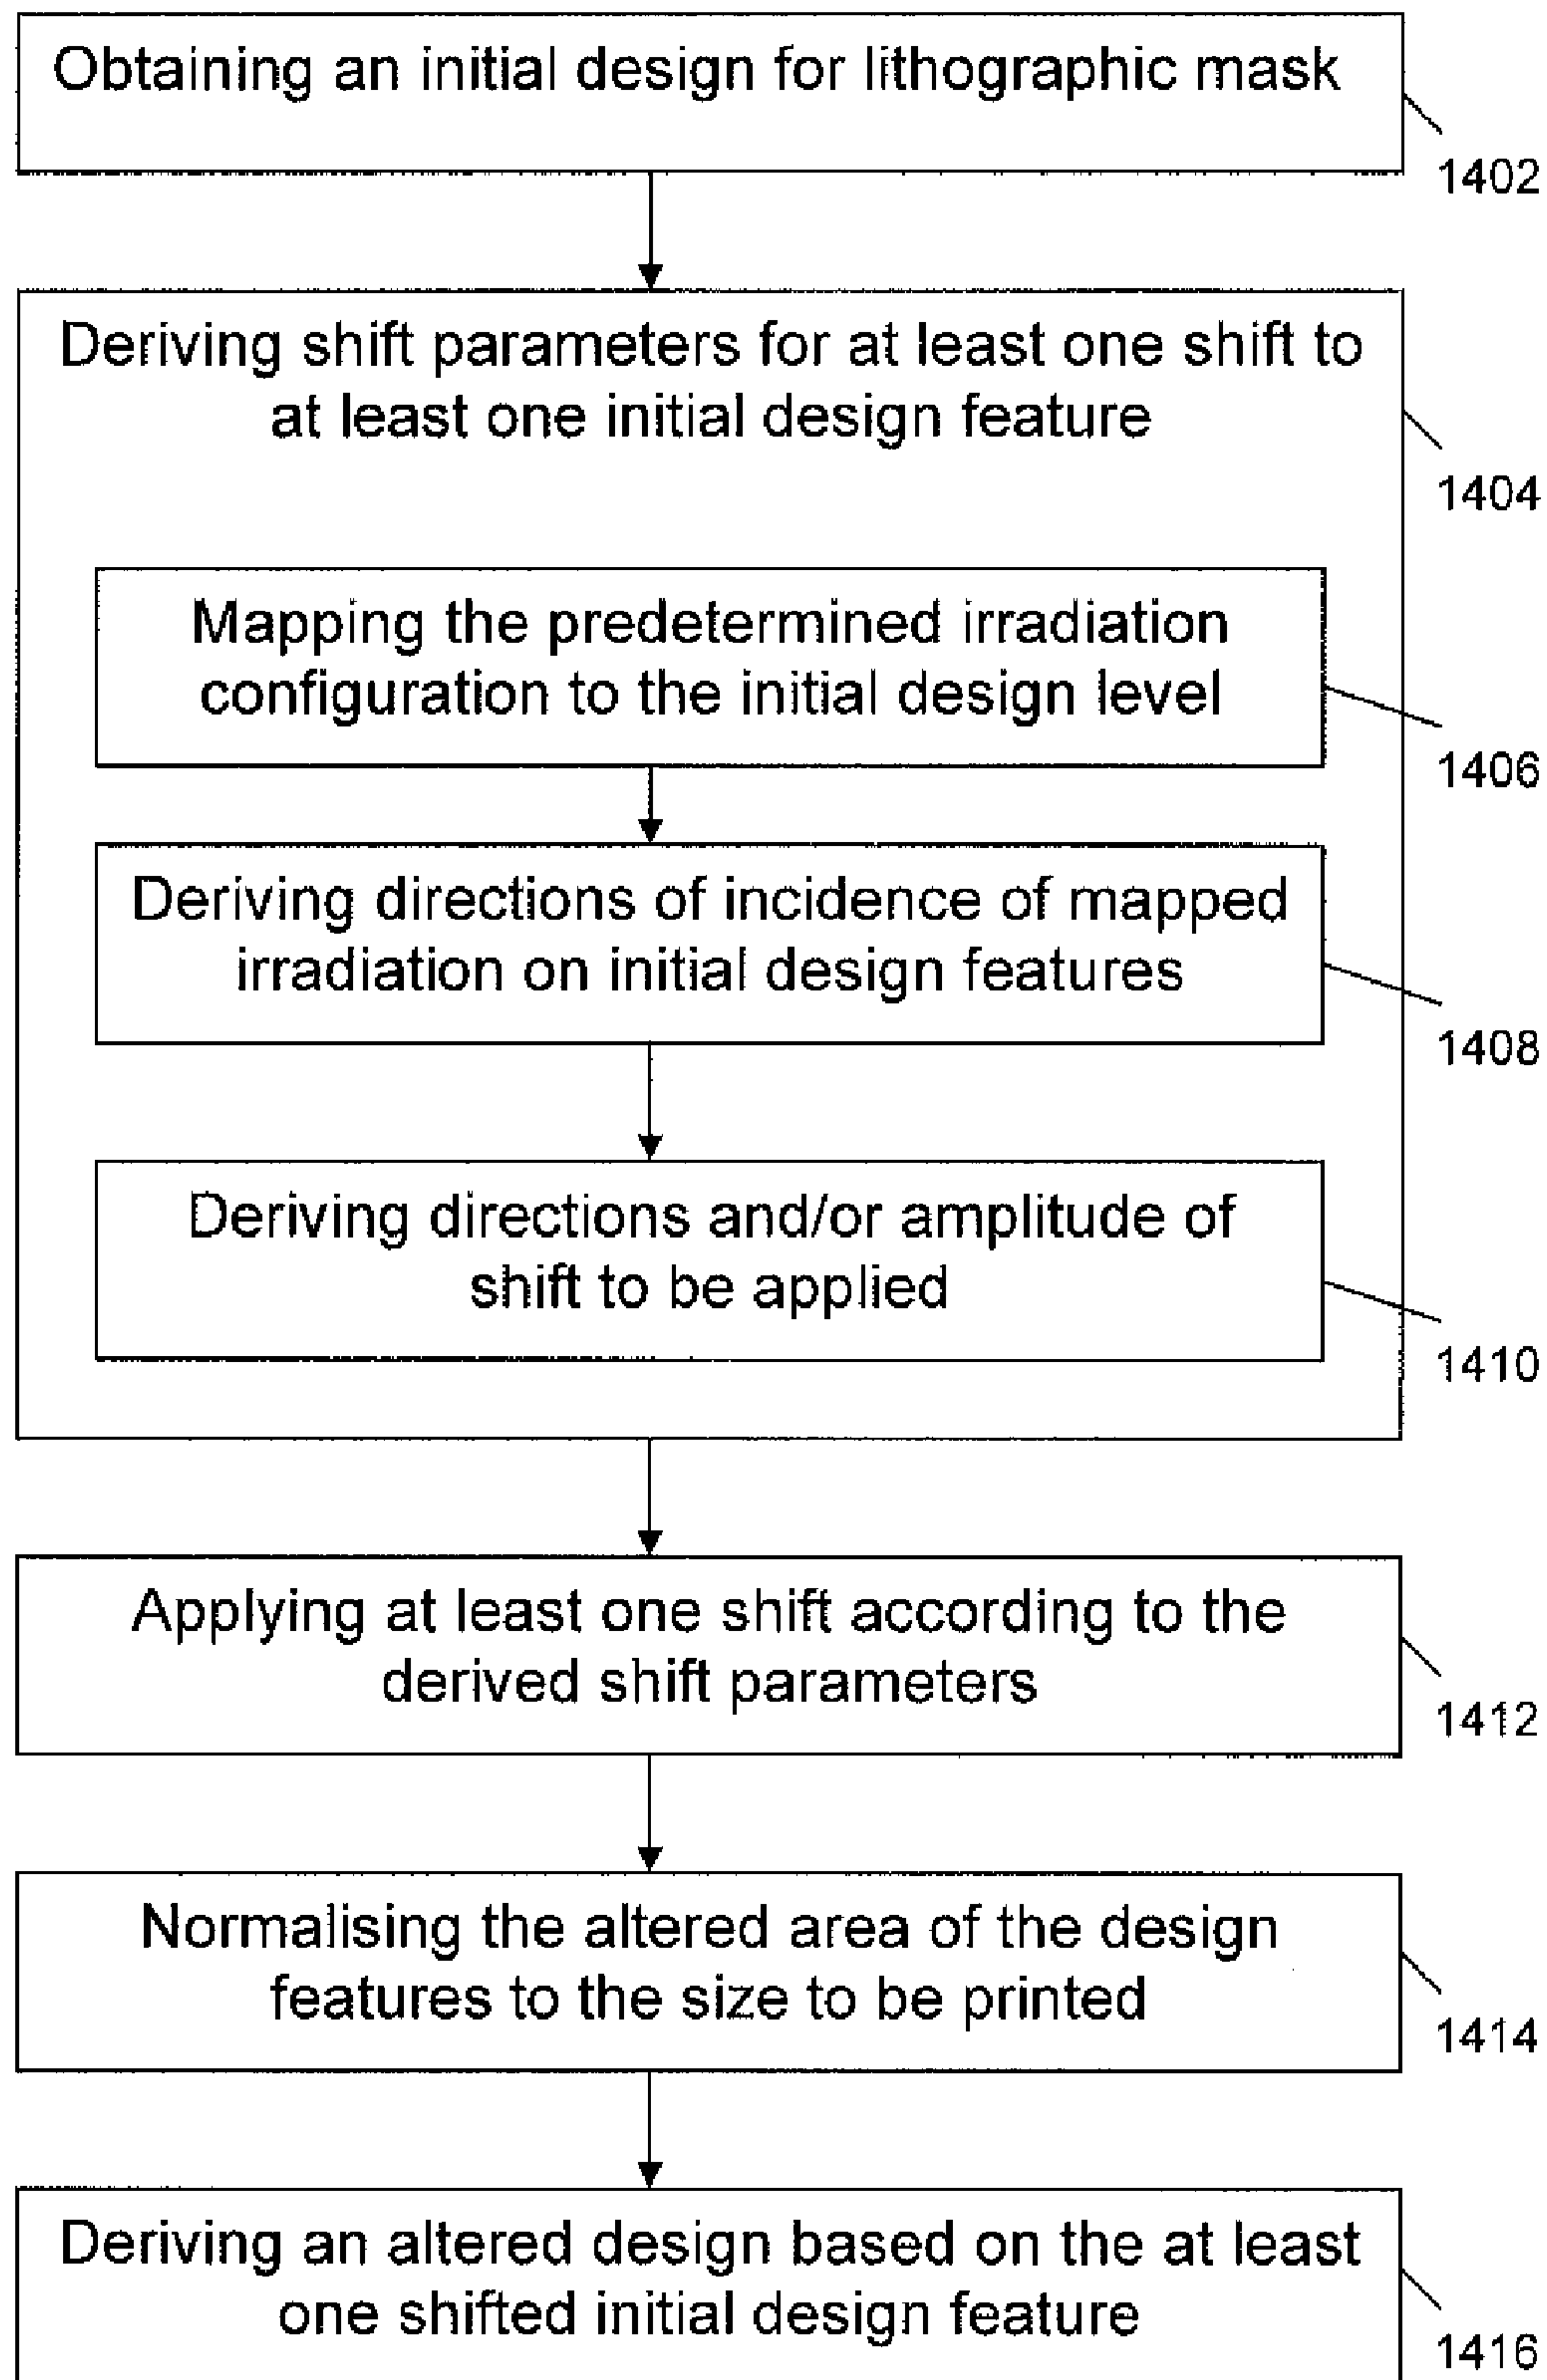 Obtaining an initial design for lithographic mask
1402
Deriving shift parameters for at least one shift to
at least one initial design feature
1404
Mapping the predetermined irradiation
configuration to the initial design level
1406
Deriving directions of incidence of mapped
irradiation on initial design features
1408
Deriving directions and/or amplitude of
shift to be applied
1410
Applying at least one shift according to the
derived shift parameters
1412
Normalising the altered area of the design
features to the size to be printed
1414
Deriving an altered design based on the at least
one shifted initial design feature
1416